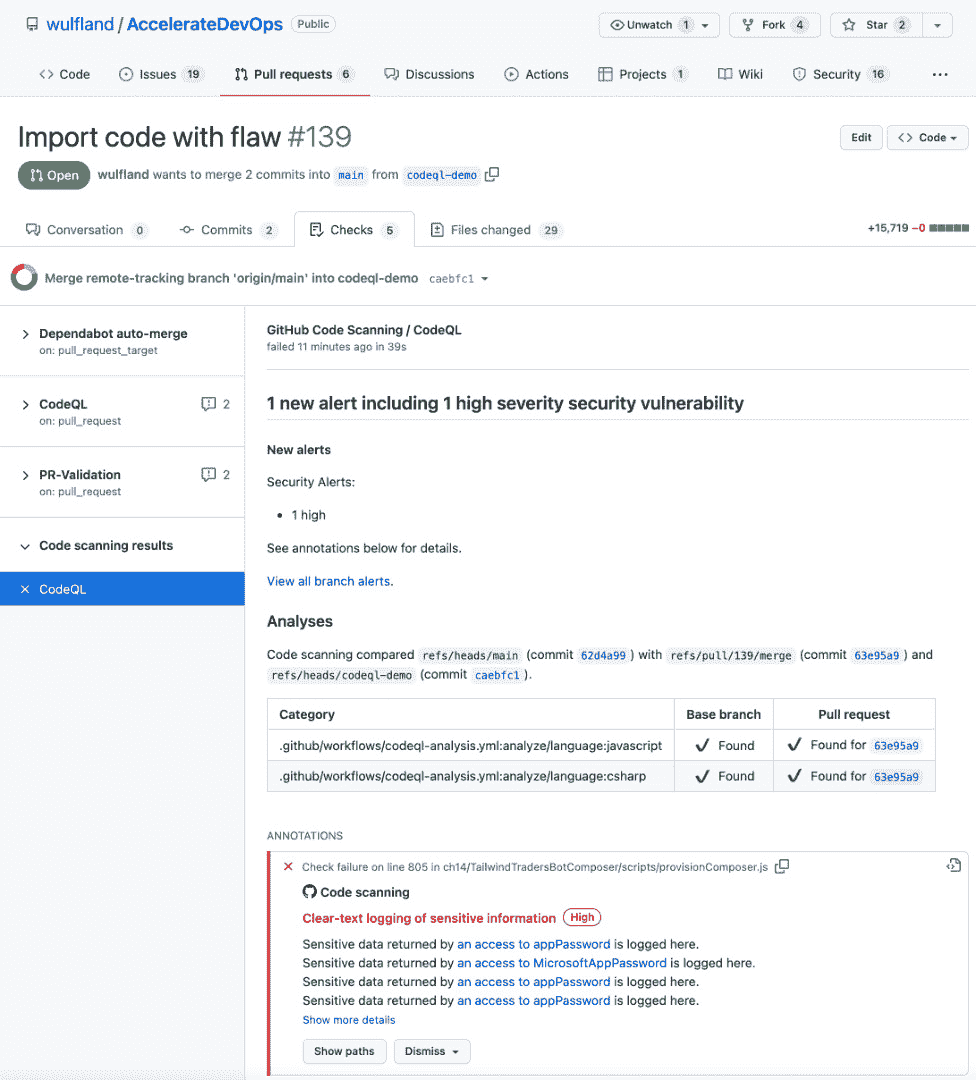 wulfland / AccelerateDevOps Public
Unwatch 1 Fork 4 Star 2
Code Issues 19 Pull requests 6 Discussions Actions Projects 1 Wiki Security 16 ...
Import code with flaw #139
Edit <> Code
Open wulfland wants to merge 2 commits into main from codeql-demo
Conversation 0 Commits 2 Checks 5 Files changed 29 +15,719 −0
Merge remote-tracking branch 'origin/main' into codeql-demo caebfc1
Dependabot auto-merge
on: pull_request_target
CodeQL 2
on: pull_request
PR-Validation 2
on: pull_request
Code scanning results
CodeQL
GitHub Code Scanning / CodeQL
failed 11 minutes ago in 39s
1 new alert including 1 high severity security vulnerability
New alerts
Security Alerts:
• 1 high
See annotations below for details.
View all branch alerts.
Analyses
Code scanning compared refs/heads/main (commit 62d4a99 ) with refs/pull/139/merge (commit 63e95a9 ) and
refs/heads/codeql-demo (commit caebfc1 ).
Category Base branch Pull request
.github/workflows/codeql-analysis.yml:analyze/language:javascript ✔ Found ✔ Found for 63e95a9
.github/workflows/codeql-analysis.yml:analyze/language:csharp ✔ Found ✔ Found for 63e95a9
ANNOTATIONS
Check failure on line 805 in ch14/TailwindTradersBotComposer/scripts/provisionComposer.js
Code scanning
Clear-text logging of sensitive information High
Sensitive data returned by an access to appPassword is logged here.
Sensitive data returned by an access to MicrosoftAppPassword is logged here.
Sensitive data returned by an access to appPassword is logged here.
Sensitive data returned by an access to appPassword is logged here.
Show more details
Show paths Dismiss